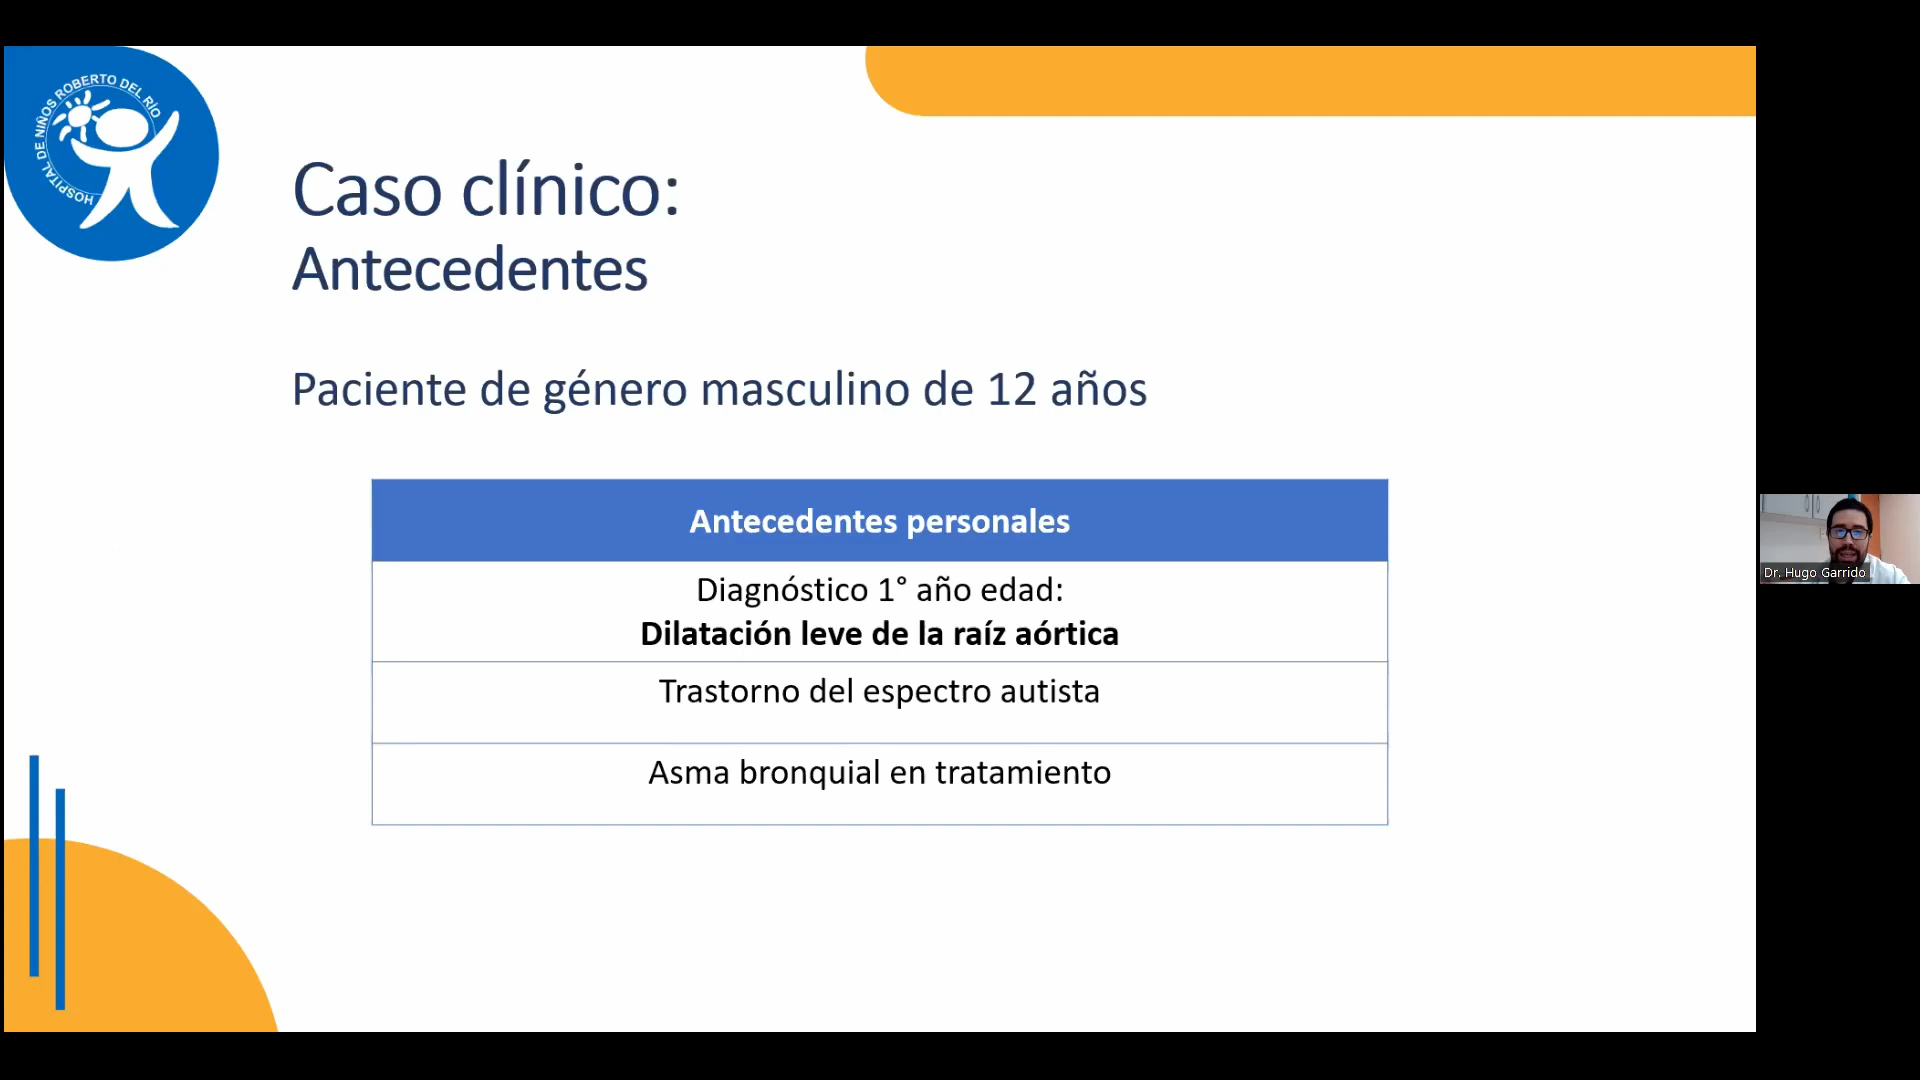 HOSPITAL DE NIÑOS ROBERTO DEL RÍO
Caso clínico:
Antecedentes
Paciente de género masculino de 12 años
Antecedentes personales
Diagnóstico 1° año edad:
Dilatación leve de la raíz aórtica
Trastorno del espectro autista
Asma bronquial en tratamiento
Dr. Hugo Garrido